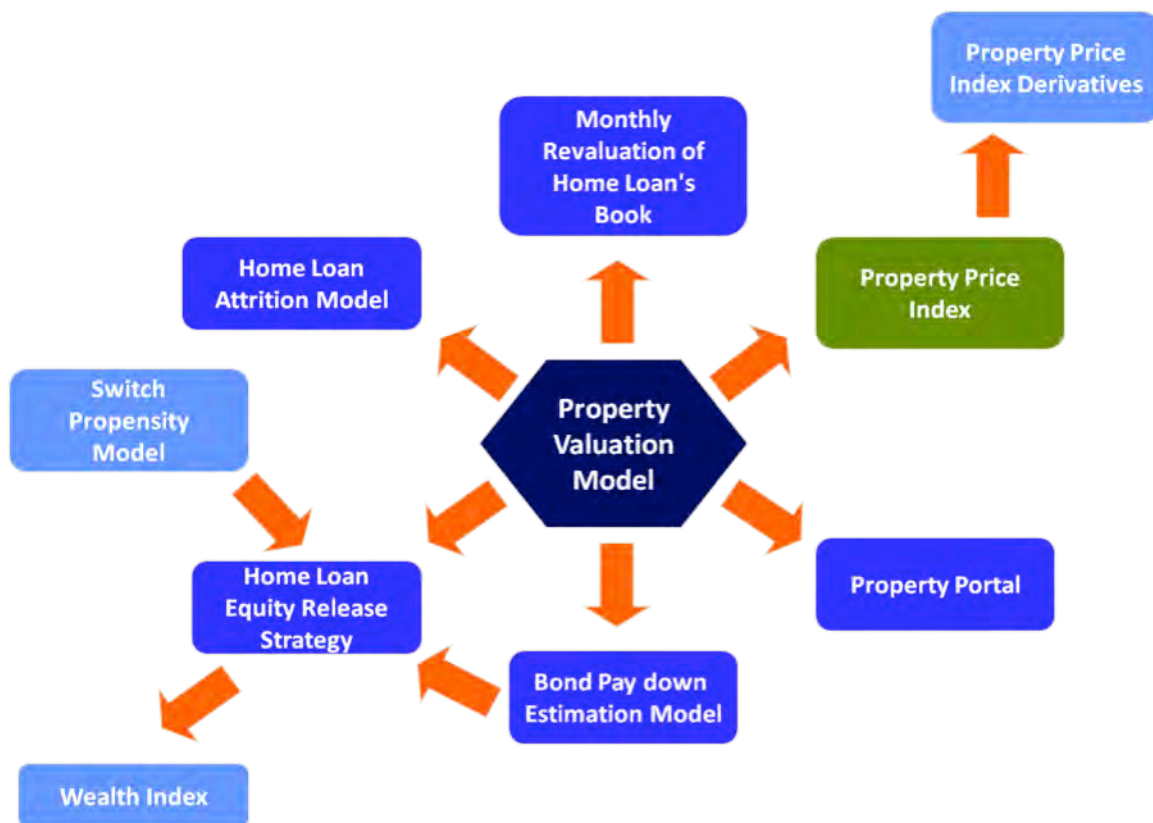 Property Price
Index Derivatives
Monthly
Revaluation of
Home Loan's
Book
Home Loan
Attrition Model
Property Price
Index
Switch
Propensity
Model
Property
Valuation
Model
Home Loan
Equity Release
Strategy
Property Portal
Bond Pay down
Estimation Model
Wealth Index